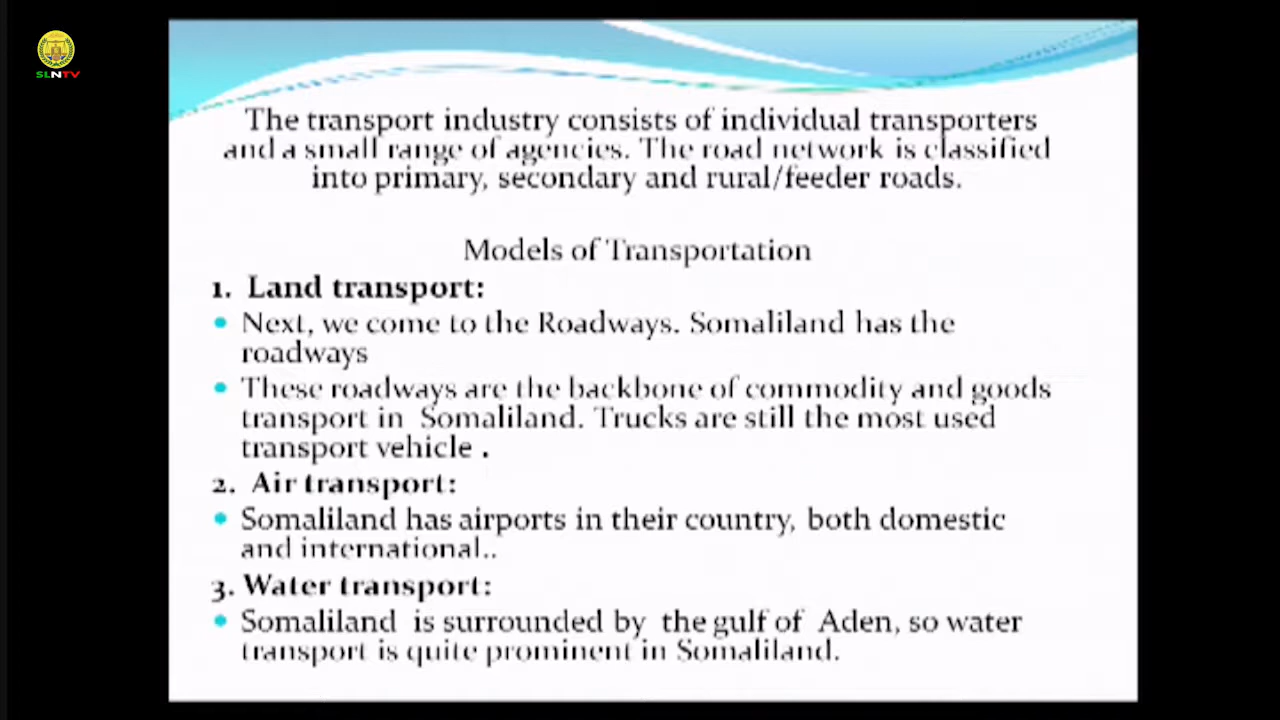 SLNTV
The transport industry consists of individual transporters
and a small range of agencies. The road network is classified
into primary, secondary and rural/feeder roads.
Models of Transportation
1. Land transport:
• Next, we come to the Roadways. Somaliland has the
roadways
• These roadways are the backbone of commodity and goods
transport in Somaliland. Trucks are still the most used
transport vehicle .
2. Air transport:
• Somaliland has airports in their country, both domestic
and international..
3. Water transport:
• Somaliland is surrounded by the gulf of Aden, so water
transport is quite prominent in Somaliland.